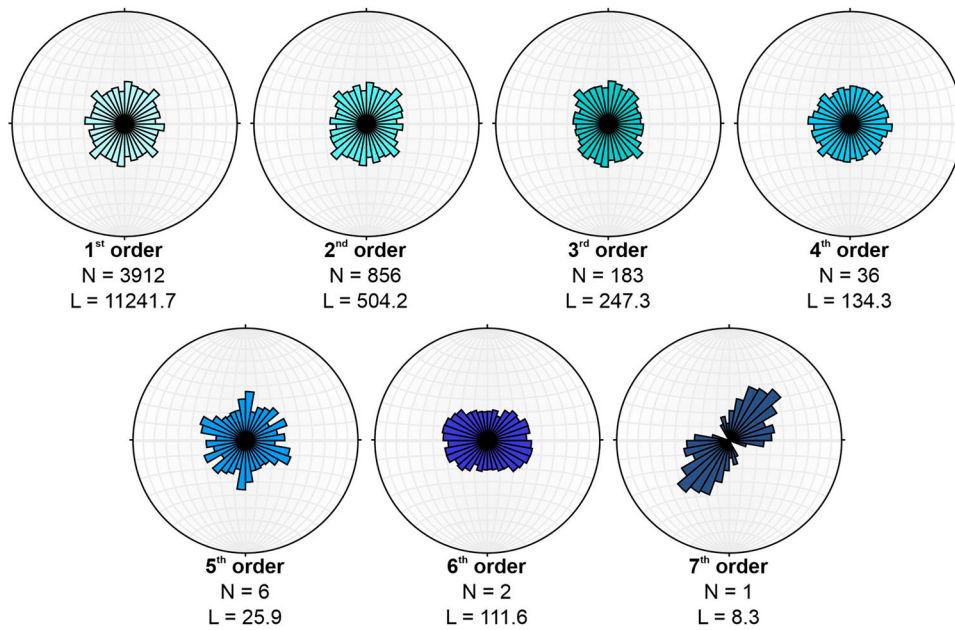 1st order
N = 3912
L = 11241.7
2nd order
N = 856
L = 504.2
3rd order
N = 183
L = 247.3
4th order
N = 36
L = 134.3
5th order
N = 6
L = 25.9
6th order
N = 2
L = 111.6
7th order
N = 1
L = 8.3